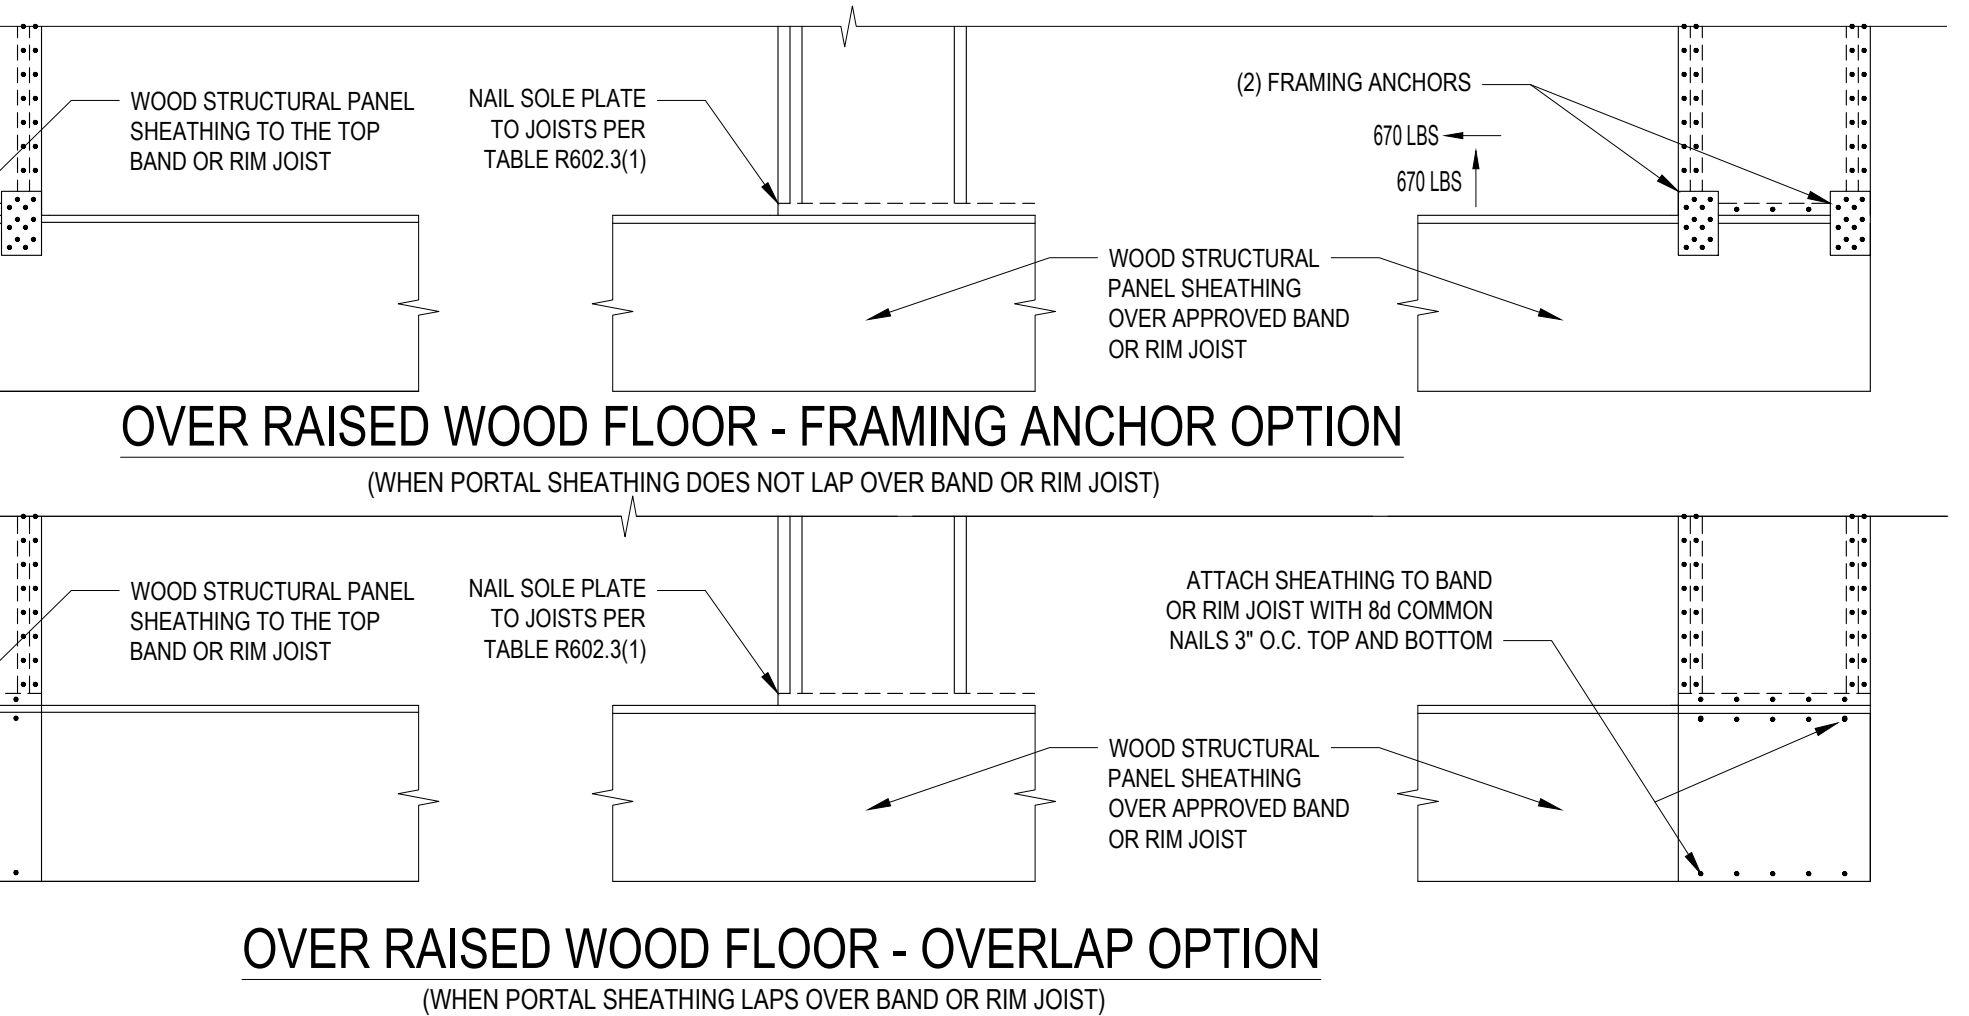 WOOD STRUCTURAL PANEL
SHEATHING TO THE TOP
BAND OR RIM JOIST
NAIL SOLE PLATE
TO JOISTS PER
TABLE R602.3(1)
(2) FRAMING ANCHORS
670 LBS
670 LBS
WOOD STRUCTURAL
PANEL SHEATHING
OVER APPROVED BAND
OR RIM JOIST
OVER RAISED WOOD FLOOR - FRAMING ANCHOR OPTION
(WHEN PORTAL SHEATHING DOES NOT LAP OVER BAND OR RIM JOIST)
WOOD STRUCTURAL PANEL
SHEATHING TO THE TOP
BAND OR RIM JOIST
NAIL SOLE PLATE
TO JOISTS PER
TABLE R602.3(1)
ATTACH SHEATHING TO BAND
OR RIM JOIST WITH 8d COMMON
NAILS 3" O.C. TOP AND BOTTOM
WOOD STRUCTURAL
PANEL SHEATHING
OVER APPROVED BAND
OR RIM JOIST
OVER RAISED WOOD FLOOR - OVERLAP OPTION
(WHEN PORTAL SHEATHING LAPS OVER BAND OR RIM JOIST)